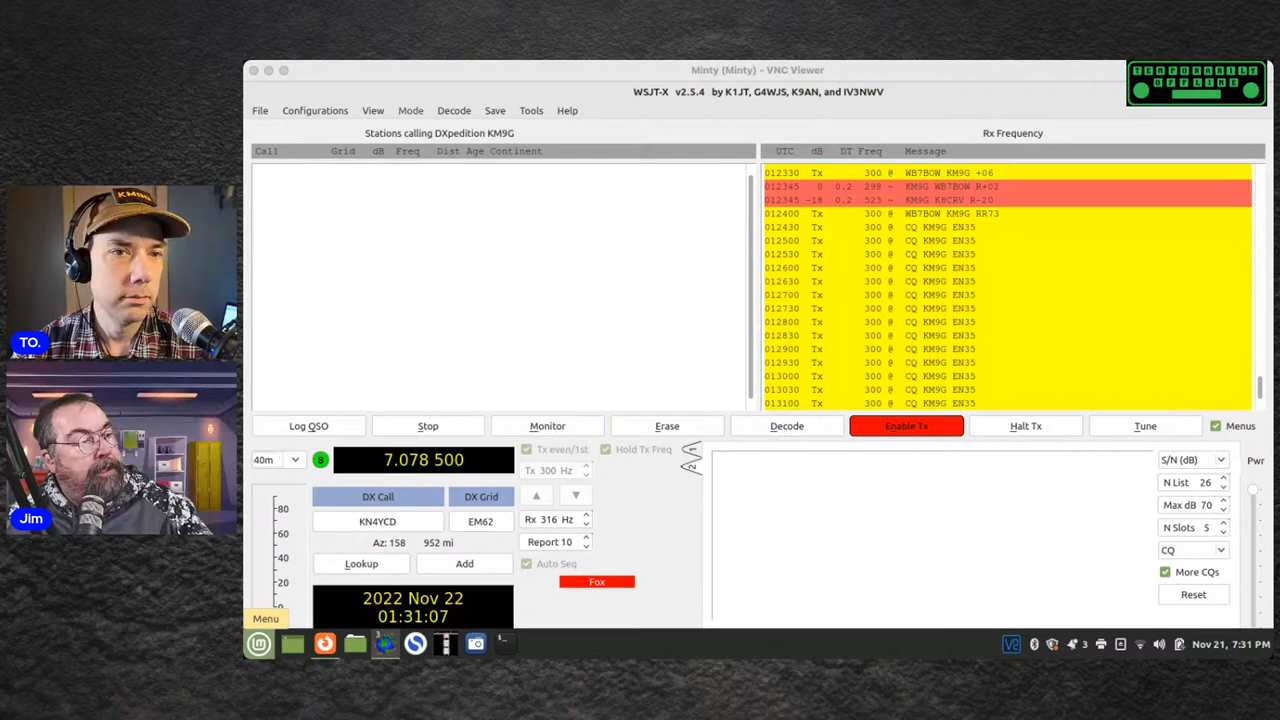 Minty (Minty) - VNC Viewer
TEMPORARILY
OFFLINE
WSJT-X v2.5.4 by K1JT, G4WJS, K9AN, and IV3NWV
File Configurations View Mode Decode Save Tools Help
Stations calling DXpedition KM9G
Call Grid dB Freq Dist Age Continent
Rx Frequency
UTC dB DT Freq Message
012330 Tx 300 @ WB7BOW KM9G +06
012345 0 0.2 298 ~ KM9G WB7BOW R+02
012345 -18 0.2 523 ~ KM9G K8CRV R-20
012400 Tx 300 @ WB7BOW KM9G RR73
012430 Tx 300 @ CQ KM9G EN35
012500 Tx 300 @ CQ KM9G EN35
012530 Tx 300 @ CQ KM9G EN35
012600 Tx 300 @ CQ KM9G EN35
012630 Tx 300 @ CQ KM9G EN35
012700 Tx 300 @ CQ KM9G EN35
012730 Tx 300 @ CQ KM9G EN35
012800 Tx 300 @ CQ KM9G EN35
012830 Tx 300 @ CQ KM9G EN35
012900 Tx 300 @ CQ KM9G EN35
012930 Tx 300 @ CQ KM9G EN35
013000 Tx 300 @ CQ KM9G EN35
013030 Tx 300 @ CQ KM9G EN35
013100 Tx 300 @ CQ KM9G EN35
KM9G
TO.
Jim
Log QSO Stop Monitor Erase Decode Enable Tx Halt Tx Tune Menus
40m S 7.078 500 Tx even/1st Hold Tx Freq 1 2 S/N (dB) Pwr
Tx 300 Hz
N List 26
DX Call DX Grid
Max dB 70
KN4YCD EM62 Rx 316 Hz
N Slots 5
Az: 158 952 mi Report 10
CQ
Lookup Add Auto Seq
More CQs
Fox
Reset
80
60
40
20
0
2022 Nov 22
01:31:07
Menu
3
3
Nov 21, 7:31 PM